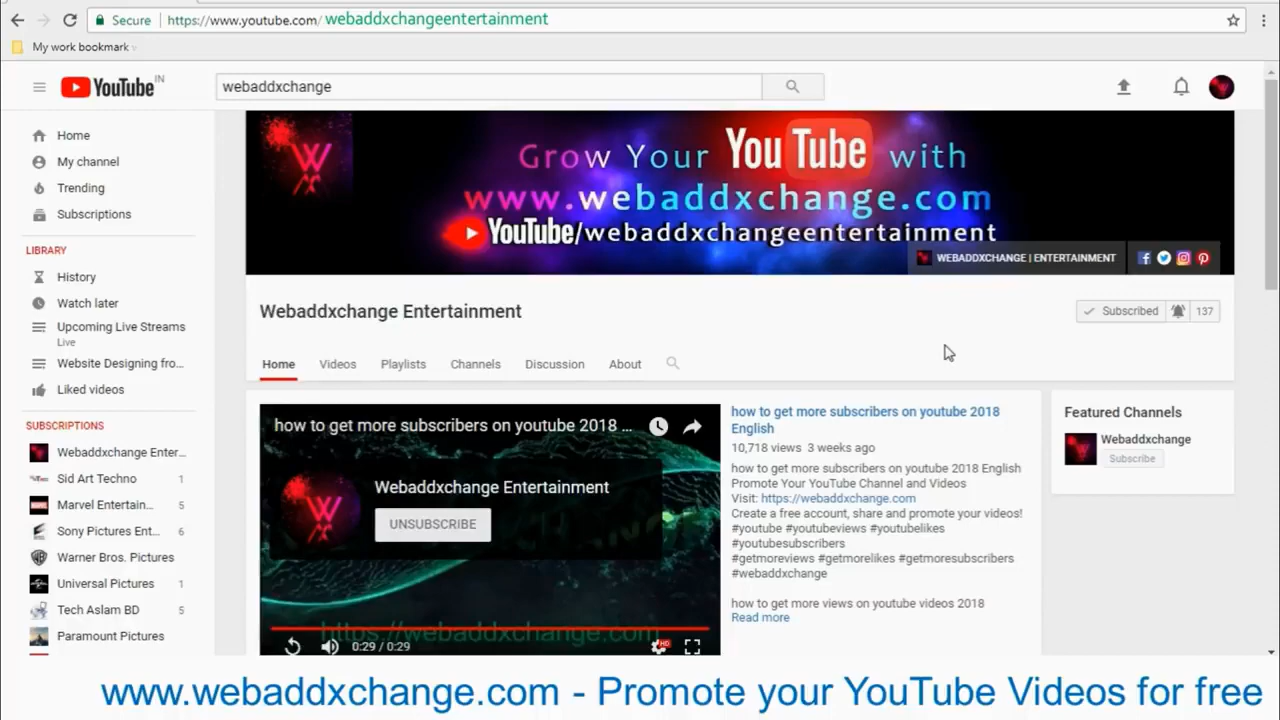 Secure https://www.youtube.com/webaddxchangeentertainment
My work bookmark
YouTube IN
webaddxchange
Home
My channel
Trending
Subscriptions
LIBRARY
History
Watch later
Upcoming Live Streams
Live
Website Designing fro...
Liked videos
SUBSCRIPTIONS
Webaddxchange Enter...
Sid Art Techno 1
Marvel Entertain... 5
Sony Pictures Ent... 6
Warner Bros. Pictures
Universal Pictures 1
Tech Aslam BD 5
Paramount Pictures
Grow Your YouTube with
www.webaddxchange.com
YouTube/webaddxchangeentertainment
WEBADDXCHANGE | ENTERTAINMENT
Webaddxchange Entertainment
Subscribed 137
Home Videos Playlists Channels Discussion About
how to get more subscribers on youtube 2018 ...
Webaddxchange Entertainment
UNSUBSCRIBE
https://webaddxchange.com
0:29 / 0:29
HD
how to get more subscribers on youtube 2018
English
10,718 views 3 weeks ago
how to get more subscribers on youtube 2018 English
Promote Your YouTube Channel and Videos
Visit: https://webaddxchange.com
Create a free account, share and promote your videos!
#youtube #youtubeviews #youtubelikes
#youtubesubscribers
#getmoreviews #getmorelikes #getmoresubscribers
#webaddxchange
how to get more views on youtube videos 2018
Read more
Featured Channels
Webaddxchange
Subscribe
www.webaddxchange.com - Promote your YouTube Videos for free